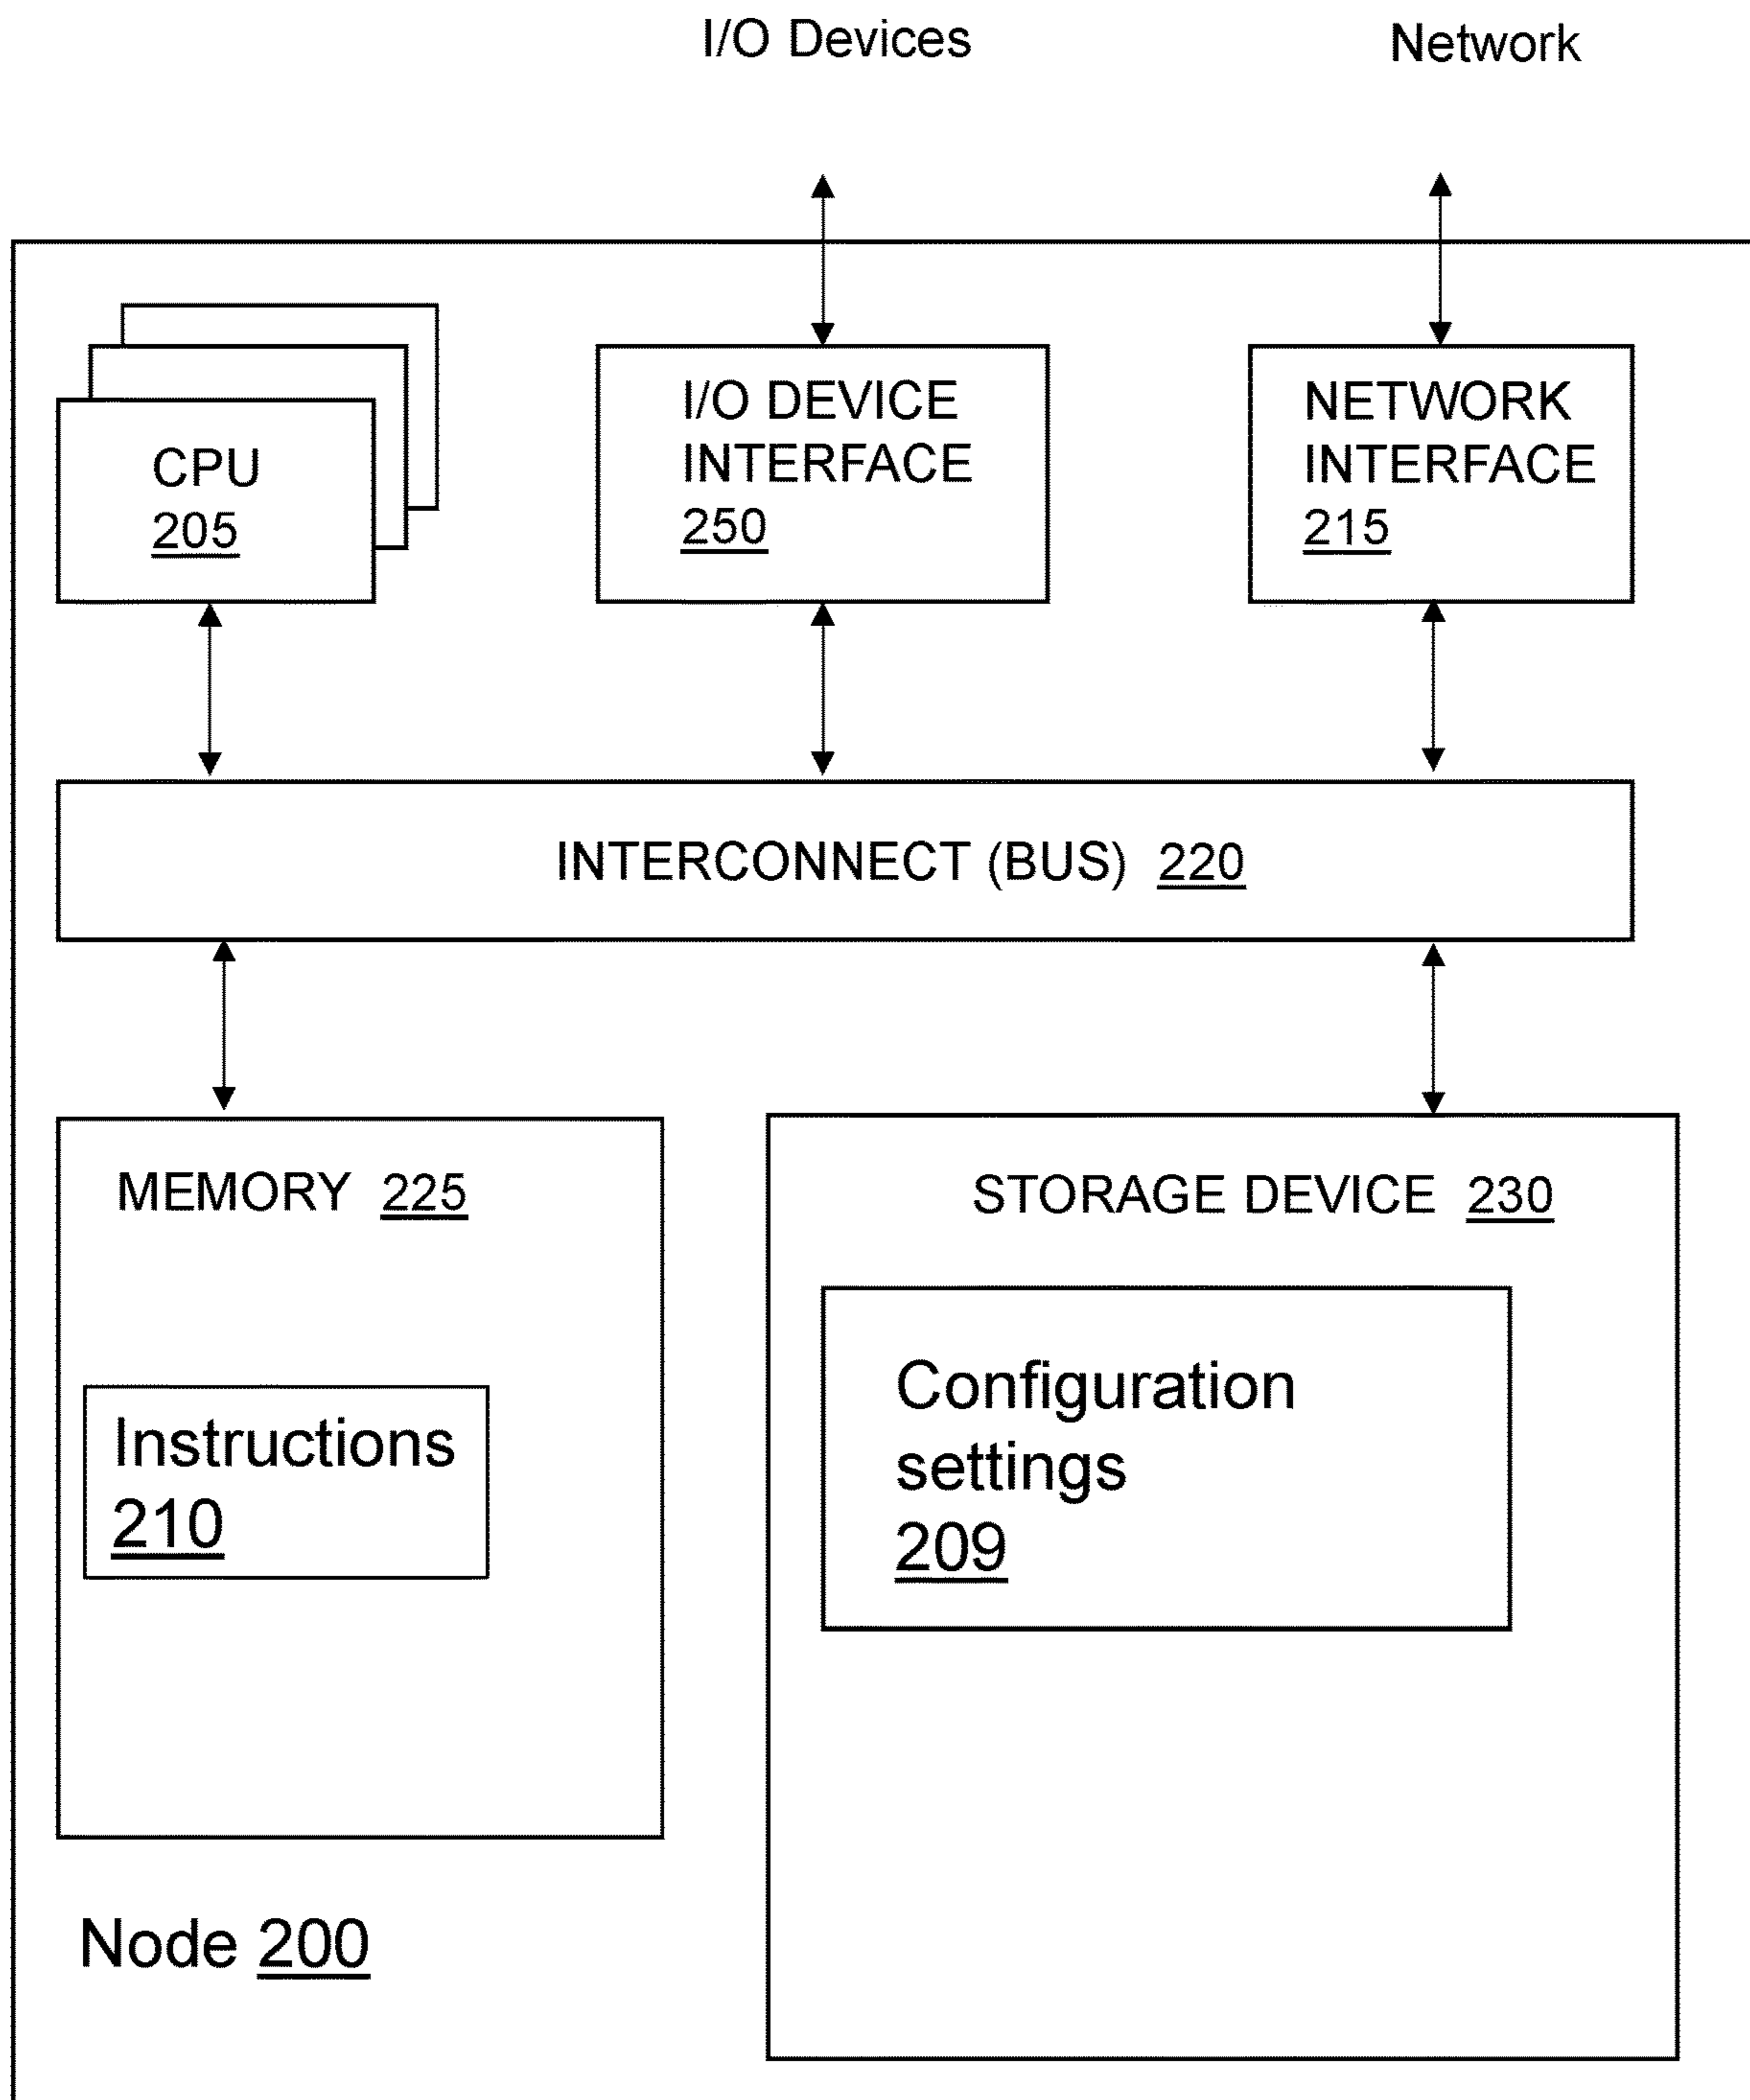 I/O Devices
Network
CPU
205
I/O DEVICE
INTERFACE
250
NETWORK
INTERFACE
215
INTERCONNECT (BUS) 220
MEMORY 225
Instructions
210
STORAGE DEVICE 230
Configuration
settings
209
Node 200